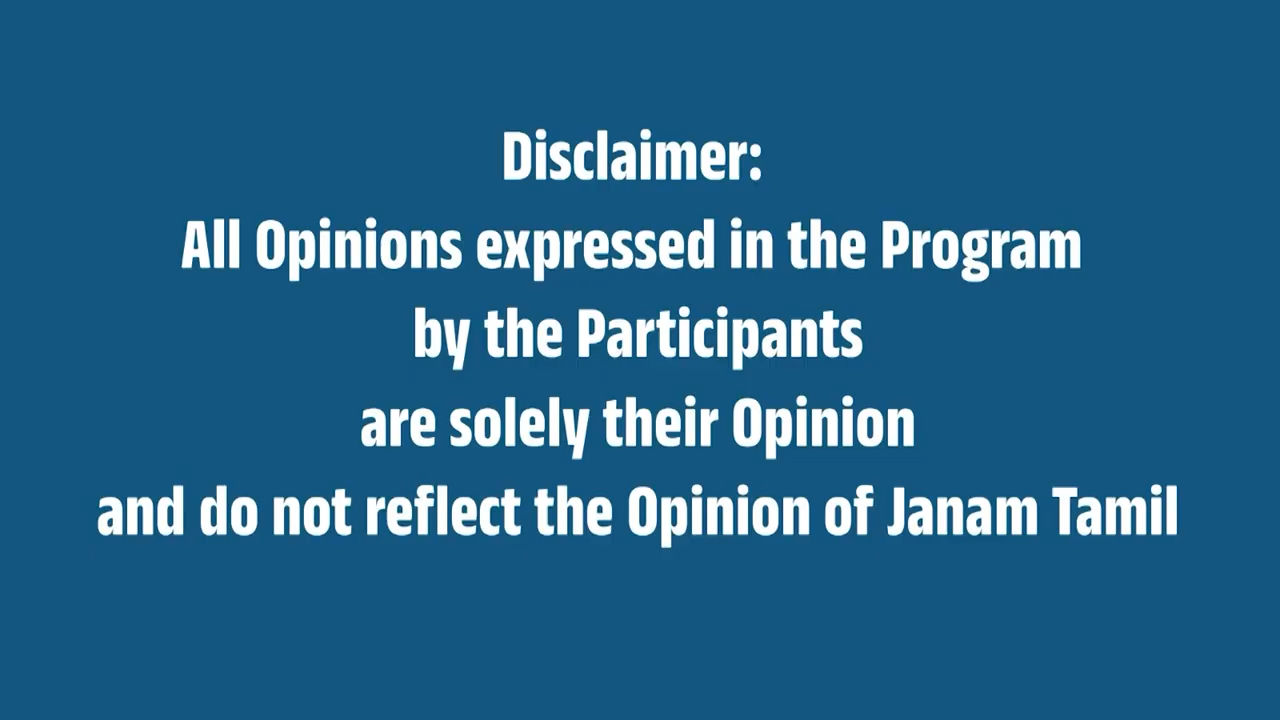 Disclaimer:
All Opinions expressed in the Program
by the Participants
are solely their Opinion
and do not reflect the Opinion of Janam Tamil